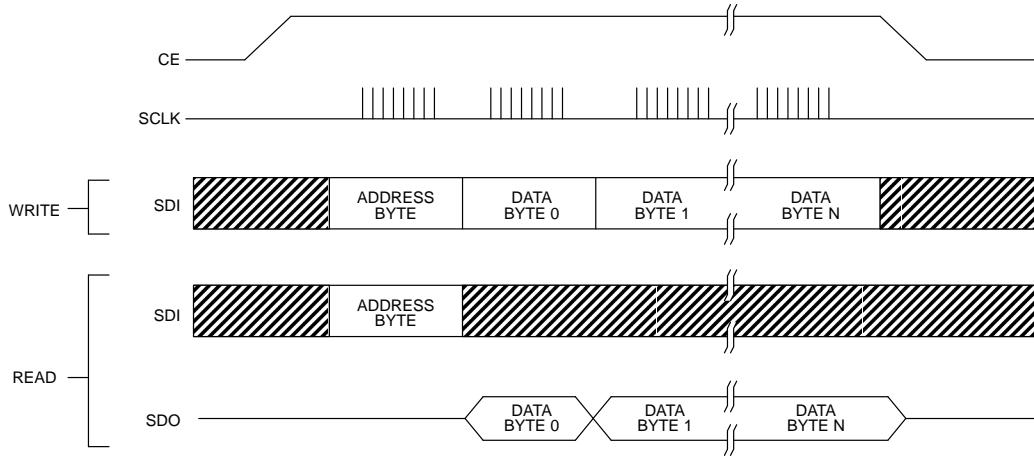 CE
SCLK
WRITE
SDI
ADDRESS
BYTE
DATA
BYTE 0
DATA
BYTE 1
DATA
BYTE N
READ
SDI
ADDRESS
BYTE
SDO
DATA
BYTE 0
DATA
BYTE 1
DATA
BYTE N